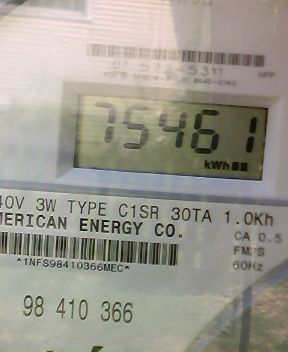 75461
kWh
40V 3W TYPE C1SR 30TA 1.0Kh
MERICAN ENERGY CO.
CA 0.5
FM2S
60Hz
*1NFS98410366MEC*
98 410 366